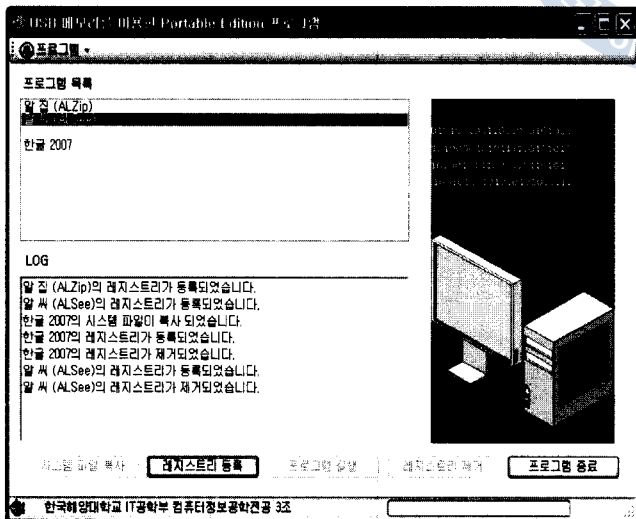 USB 메모리를 이용한 Portable Edition 프로그램
프로그램
프로그램 목록
알 집 (ALZip)
한글 2007
LOG
알 집 (ALZip)의 레지스트리가 등록되었습니다.
알 씨 (ALSee)의 레지스트리가 등록되었습니다.
한글 2007의 시스템 파일이 복사 되었습니다.
한글 2007의 레지스트리가 등록되었습니다.
한글 2007의 레지스트리가 제거되었습니다.
알 씨 (ALSee)의 레지스트리가 제거되었습니다.
알 씨 (ALSee)의 레지스트리가 제거되었습니다.
시스템 파일 복사 레지스트리 등록 프로그램 실행 레지스트리 제거 프로그램 종료
한국해양대학교 IT공학부 컴퓨터정보공학전공 3조